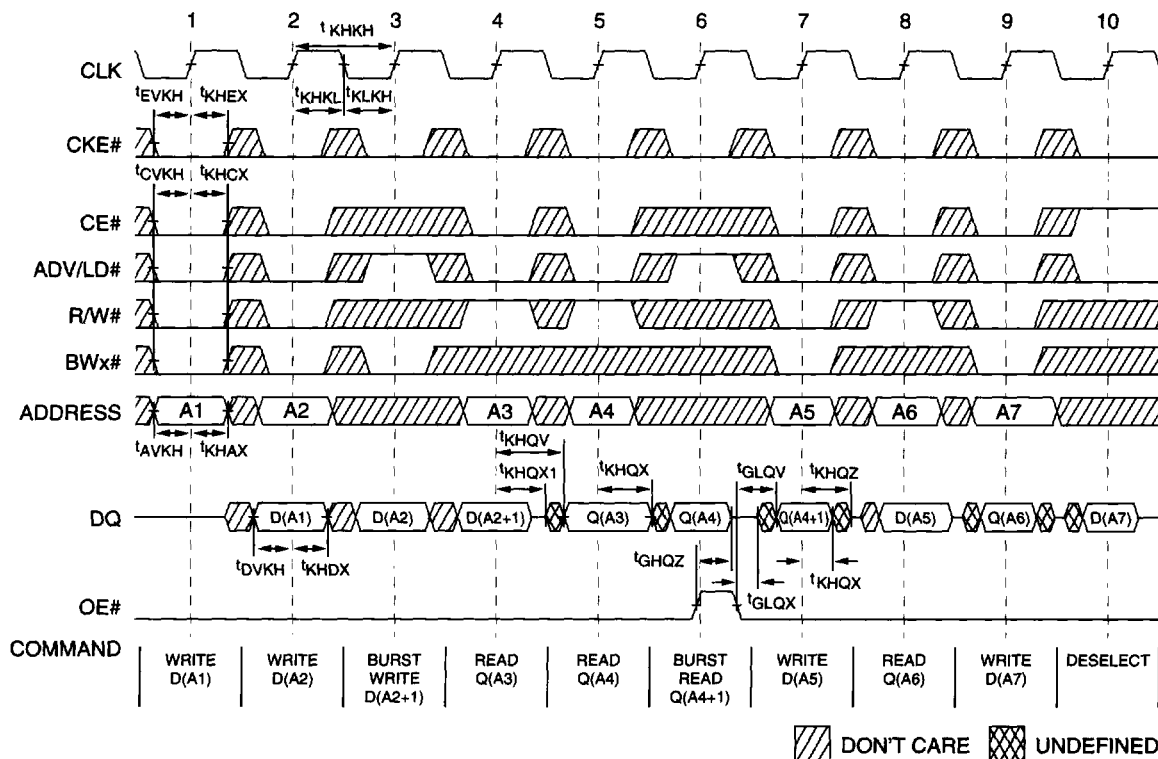 1 2 3 4 5 6 7 8 9 10
tKHKH
CLK
tEVKH tKHEX tKHKL tKLKH
CKE#
tCVKH tKHCX
CE#
ADV/LD#
R/W#
BWx#
ADDRESS A1 A2 A3 A4 A5 A6 A7
tAVKH tKHAX tKHQV
tKHQX1 tKHQX tGLQV tKHQZ
DQ D(A1) D(A2) D(A2+1) Q(A3) Q(A4) Q(A4+1) D(A5) Q(A6) D(A7)
tDVKH tKHDX tGHQZ tKHQX
tGLQX
OE#
COMMAND
WRITE D(A1)
WRITE D(A2)
BURST WRITE D(A2+1)
READ Q(A3)
READ Q(A4)
BURST READ Q(A4+1)
WRITE D(A5)
READ Q(A6)
WRITE D(A7)
DESELECT
DON'T CARE UNDEFINED